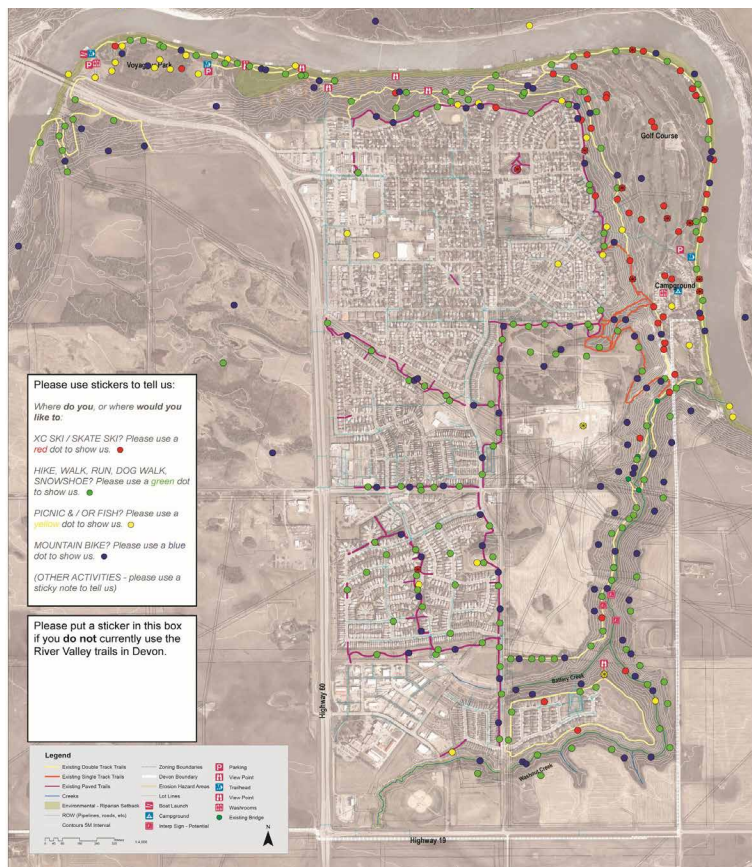 Voyageur Park
Golf Course
Campground
Please use stickers to tell us:
Where do you, or where would you
like to:
XC SKI / SKATE SKI? Please use a
red dot to show us.
HIKE, WALK, RUN, DOG WALK,
SNOWSHOE? Please use a green dot
to show us.
PICNIC & / OR FISH? Please use a
yellow dot to show us.
MOUNTAIN BIKE? Please use a blue
dot to show us.
(OTHER ACTIVITIES - please use a
sticky note to tell us)
Please put a sticker in this box
if you do not currently use the
River Valley trails in Devon.
Battery Creek
Highway 60
Washout Creek
Legend
Existing Double Track Trails
Existing Single Track Trails
Existing Paved Trails
Creeks
Environmental - Riparian Setback
ROW (Pipelines, roads, etc)
Contours 5M Interval
Zoning Boundaries
Devon Boundary
Erosion Hazard Areas
Lot Lines
Boat Launch
Campground
Interp Sign - Potential
Parking
View Point
Trailhead
View Point
Washrooms
Existing Bridge
N
Highway 19